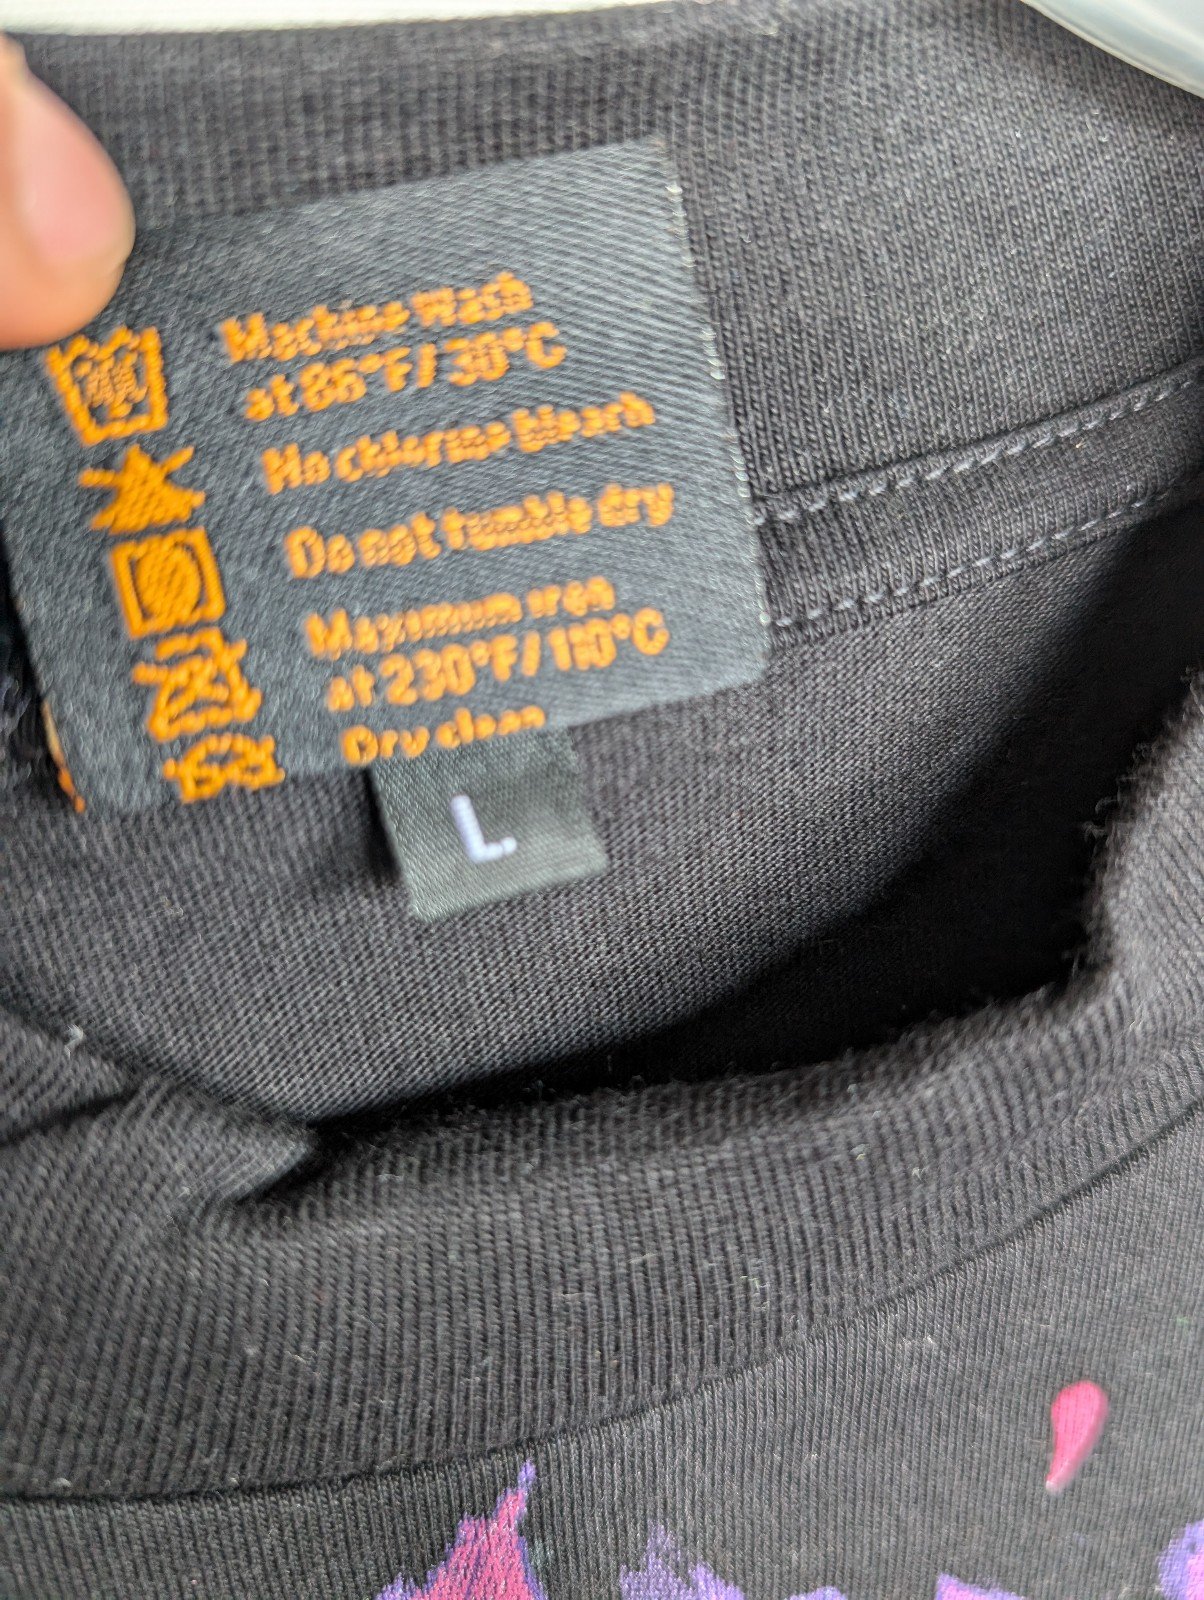 Machine Wash
at 86°F/30°C
No chlorine bleach
Do not tumble dry
Maximum iron
at 230°F/110°C
Dry clean
L.